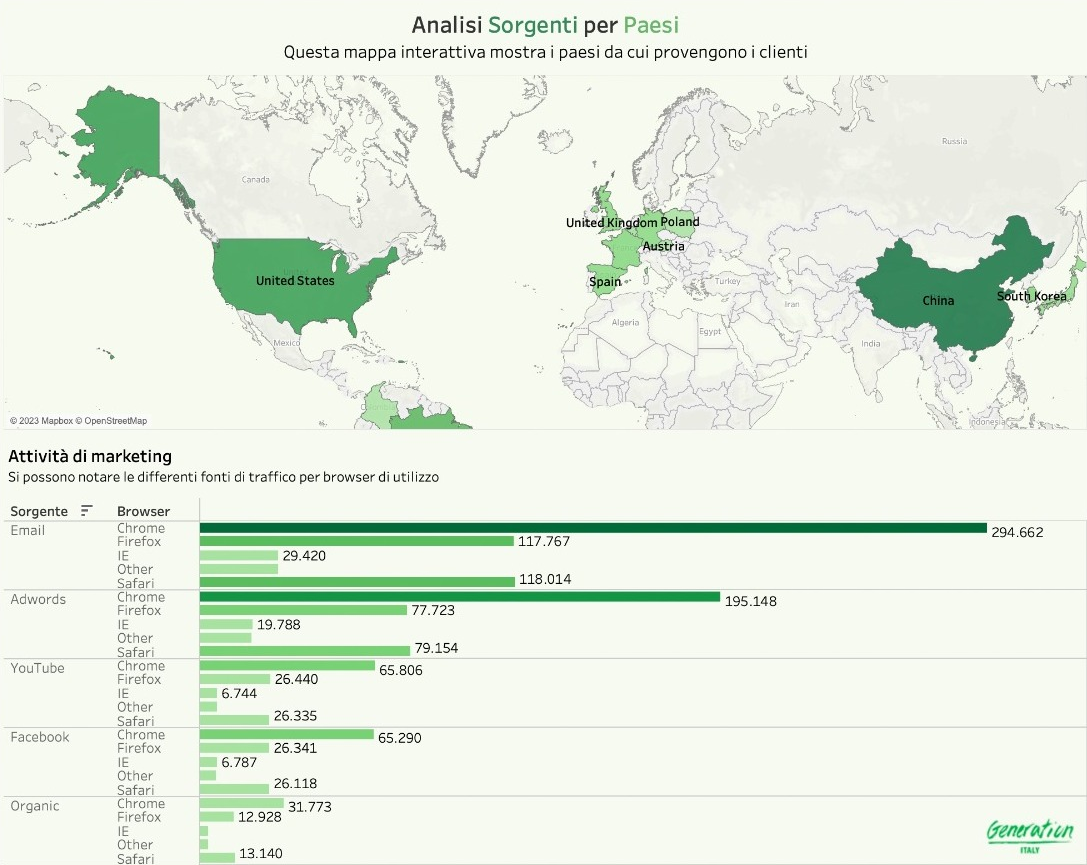 Analisi Sorgenti per Paesi
Questa mappa interattiva mostra i paesi da cui provengono i clienti
Russia
Canada
United Kingdom Poland
Austria
United States
Spain
Turkey
China
South Korea
Iran
Algeria
Egypt
Mexico
India
Indonesia
© 2023 Mapbox © OpenStreetMap
Attività di marketing
Si possono notare le differenti fonti di traffico per browser di utilizzo
Sorgente Browser
Email Chrome 294.662
Firefox 117.767
IE 29.420
Other
Safari 118.014
Adwords Chrome 195.148
Firefox 77.723
IE 19.788
Other
Safari 79.154
YouTube Chrome 65.806
Firefox 26.440
IE 6.744
Other
Safari 26.335
Facebook Chrome 65.290
Firefox 26.341
IE 6.787
Other
Safari 26.118
Organic Chrome 31.773
Firefox 12.928
IE
Other
Safari 13.140
Generation
ITALY